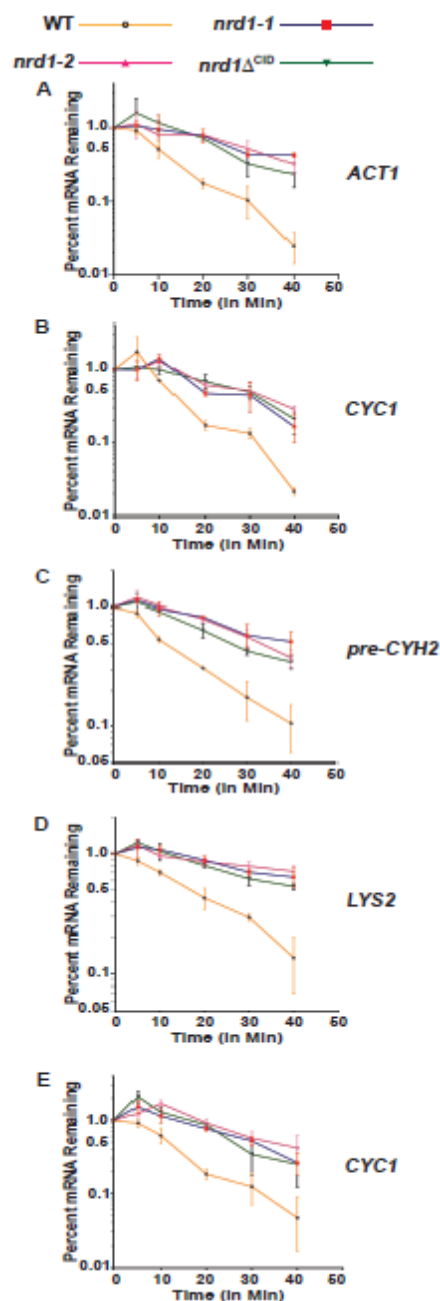 WT nrd1-1
nrd1-2 nrd1Δ^CID
A
Percent mRNA Remaining
1.0
0.6
0.1
0.01
0 10 20 30 40 50
Time (in Min)
ACT1
B
Percent mRNA Remaining
1.0
0.6
0.1
0.01
0 10 20 30 40 50
Time (in Min)
CYC1
C
Percent mRNA Remaining
1.0
0.6
0.1
0.05
0 10 20 30 40 50
Time (in Min)
pre-CYH2
D
Percent mRNA Remaining
1.0
0.6
0.1
0.05
0 10 20 30 40 50
Time (in Min)
LYS2
E
Percent mRNA Remaining
1.0
0.6
0.1
0.01
0 10 20 30 40 50
Time (in Min)
CYC1